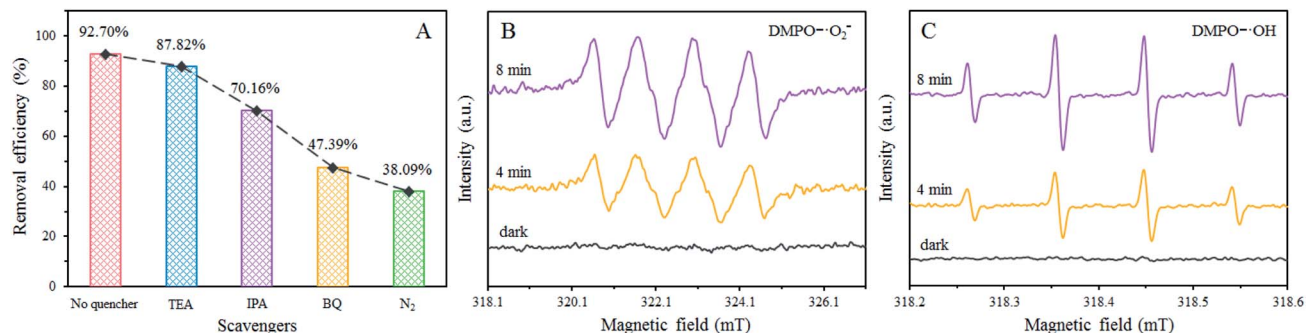 A
92.70%
87.82%
70.16%
47.39%
38.09%
100
80
60
40
20
0
Removal efficiency (%)
No quencher TEA IPA BQ N₂
Scavengers
B
DMPO－·O₂⁻
8 min
4 min
dark
Intensity (a.u.)
318.1 320.1 322.1 324.1 326.1
Magnetic field (mT)
C
DMPO－·OH
8 min
4 min
dark
Intensity (a.u.)
318.2 318.3 318.4 318.5 318.6
Magnetic field (mT)